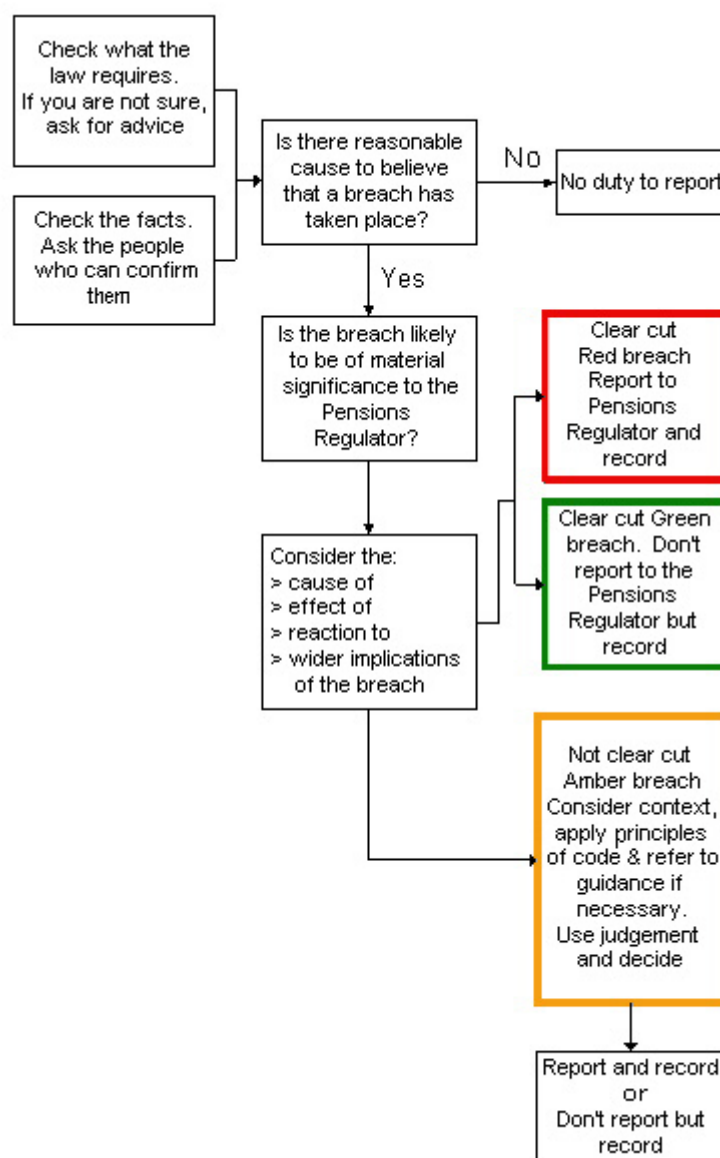 Check what the
law requires.
If you are not sure,
ask for advice
Check the facts.
Ask the people
who can confirm
them
Is there reasonable
cause to believe
that a breach has
taken place?
No
No duty to report
Yes
Is the breach likely
to be of material
significance to the
Pensions
Regulator?
Consider the:
> cause of
> effect of
> reaction to
> wider implications
of the breach
Clear cut
Red breach
Report to
Pensions
Regulator and
record
Clear cut Green
breach. Don't
report to the
Pensions
Regulator but
record
Not clear cut
Amber breach
Consider context,
apply principles
of code & refer to
guidance if
necessary.
Use judgement
and decide
Report and record
or
Don't report but
record